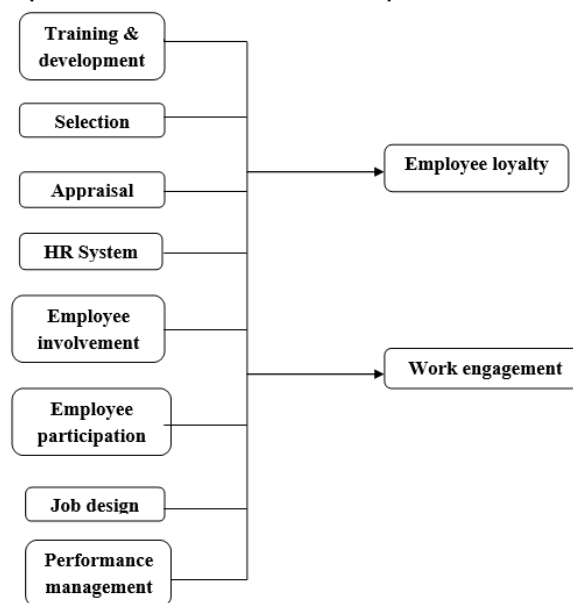 Training &
development
Selection
Appraisal
HR System
Employee
involvement
Employee
participation
Job design
Performance
management
Employee loyalty
Work engagement